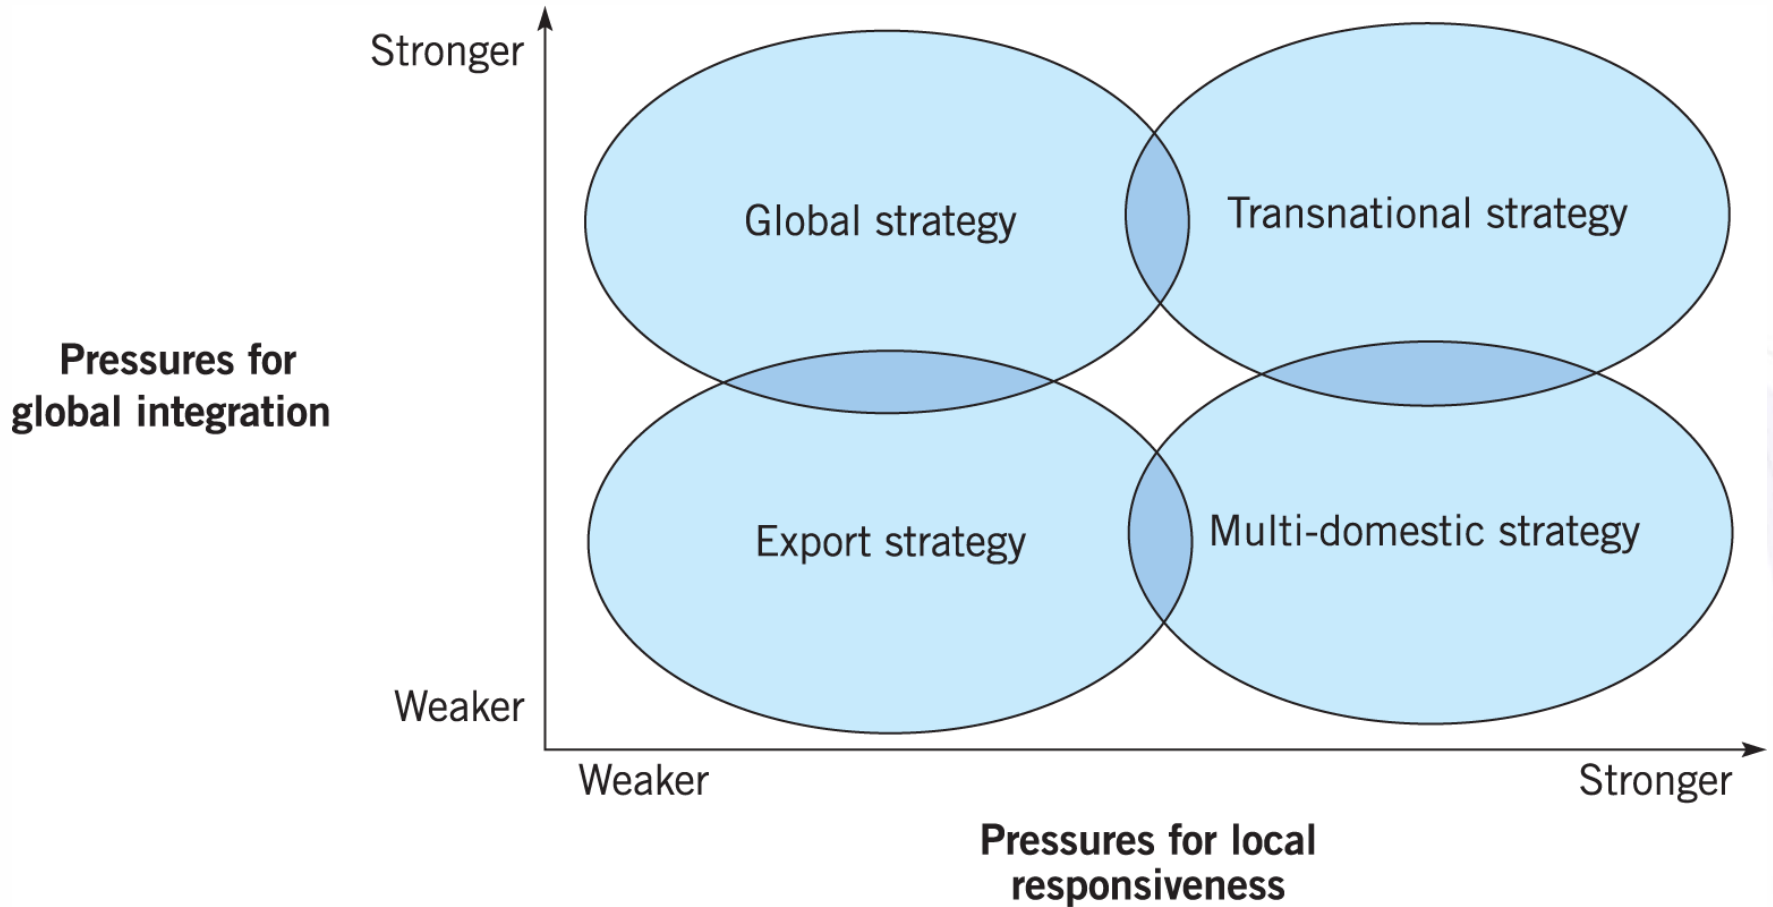 Stronger
Global strategy
Transnational strategy
Pressures for
global integration
Export strategy
Multi-domestic strategy
Weaker
Weaker
Stronger
Pressures for local
responsiveness